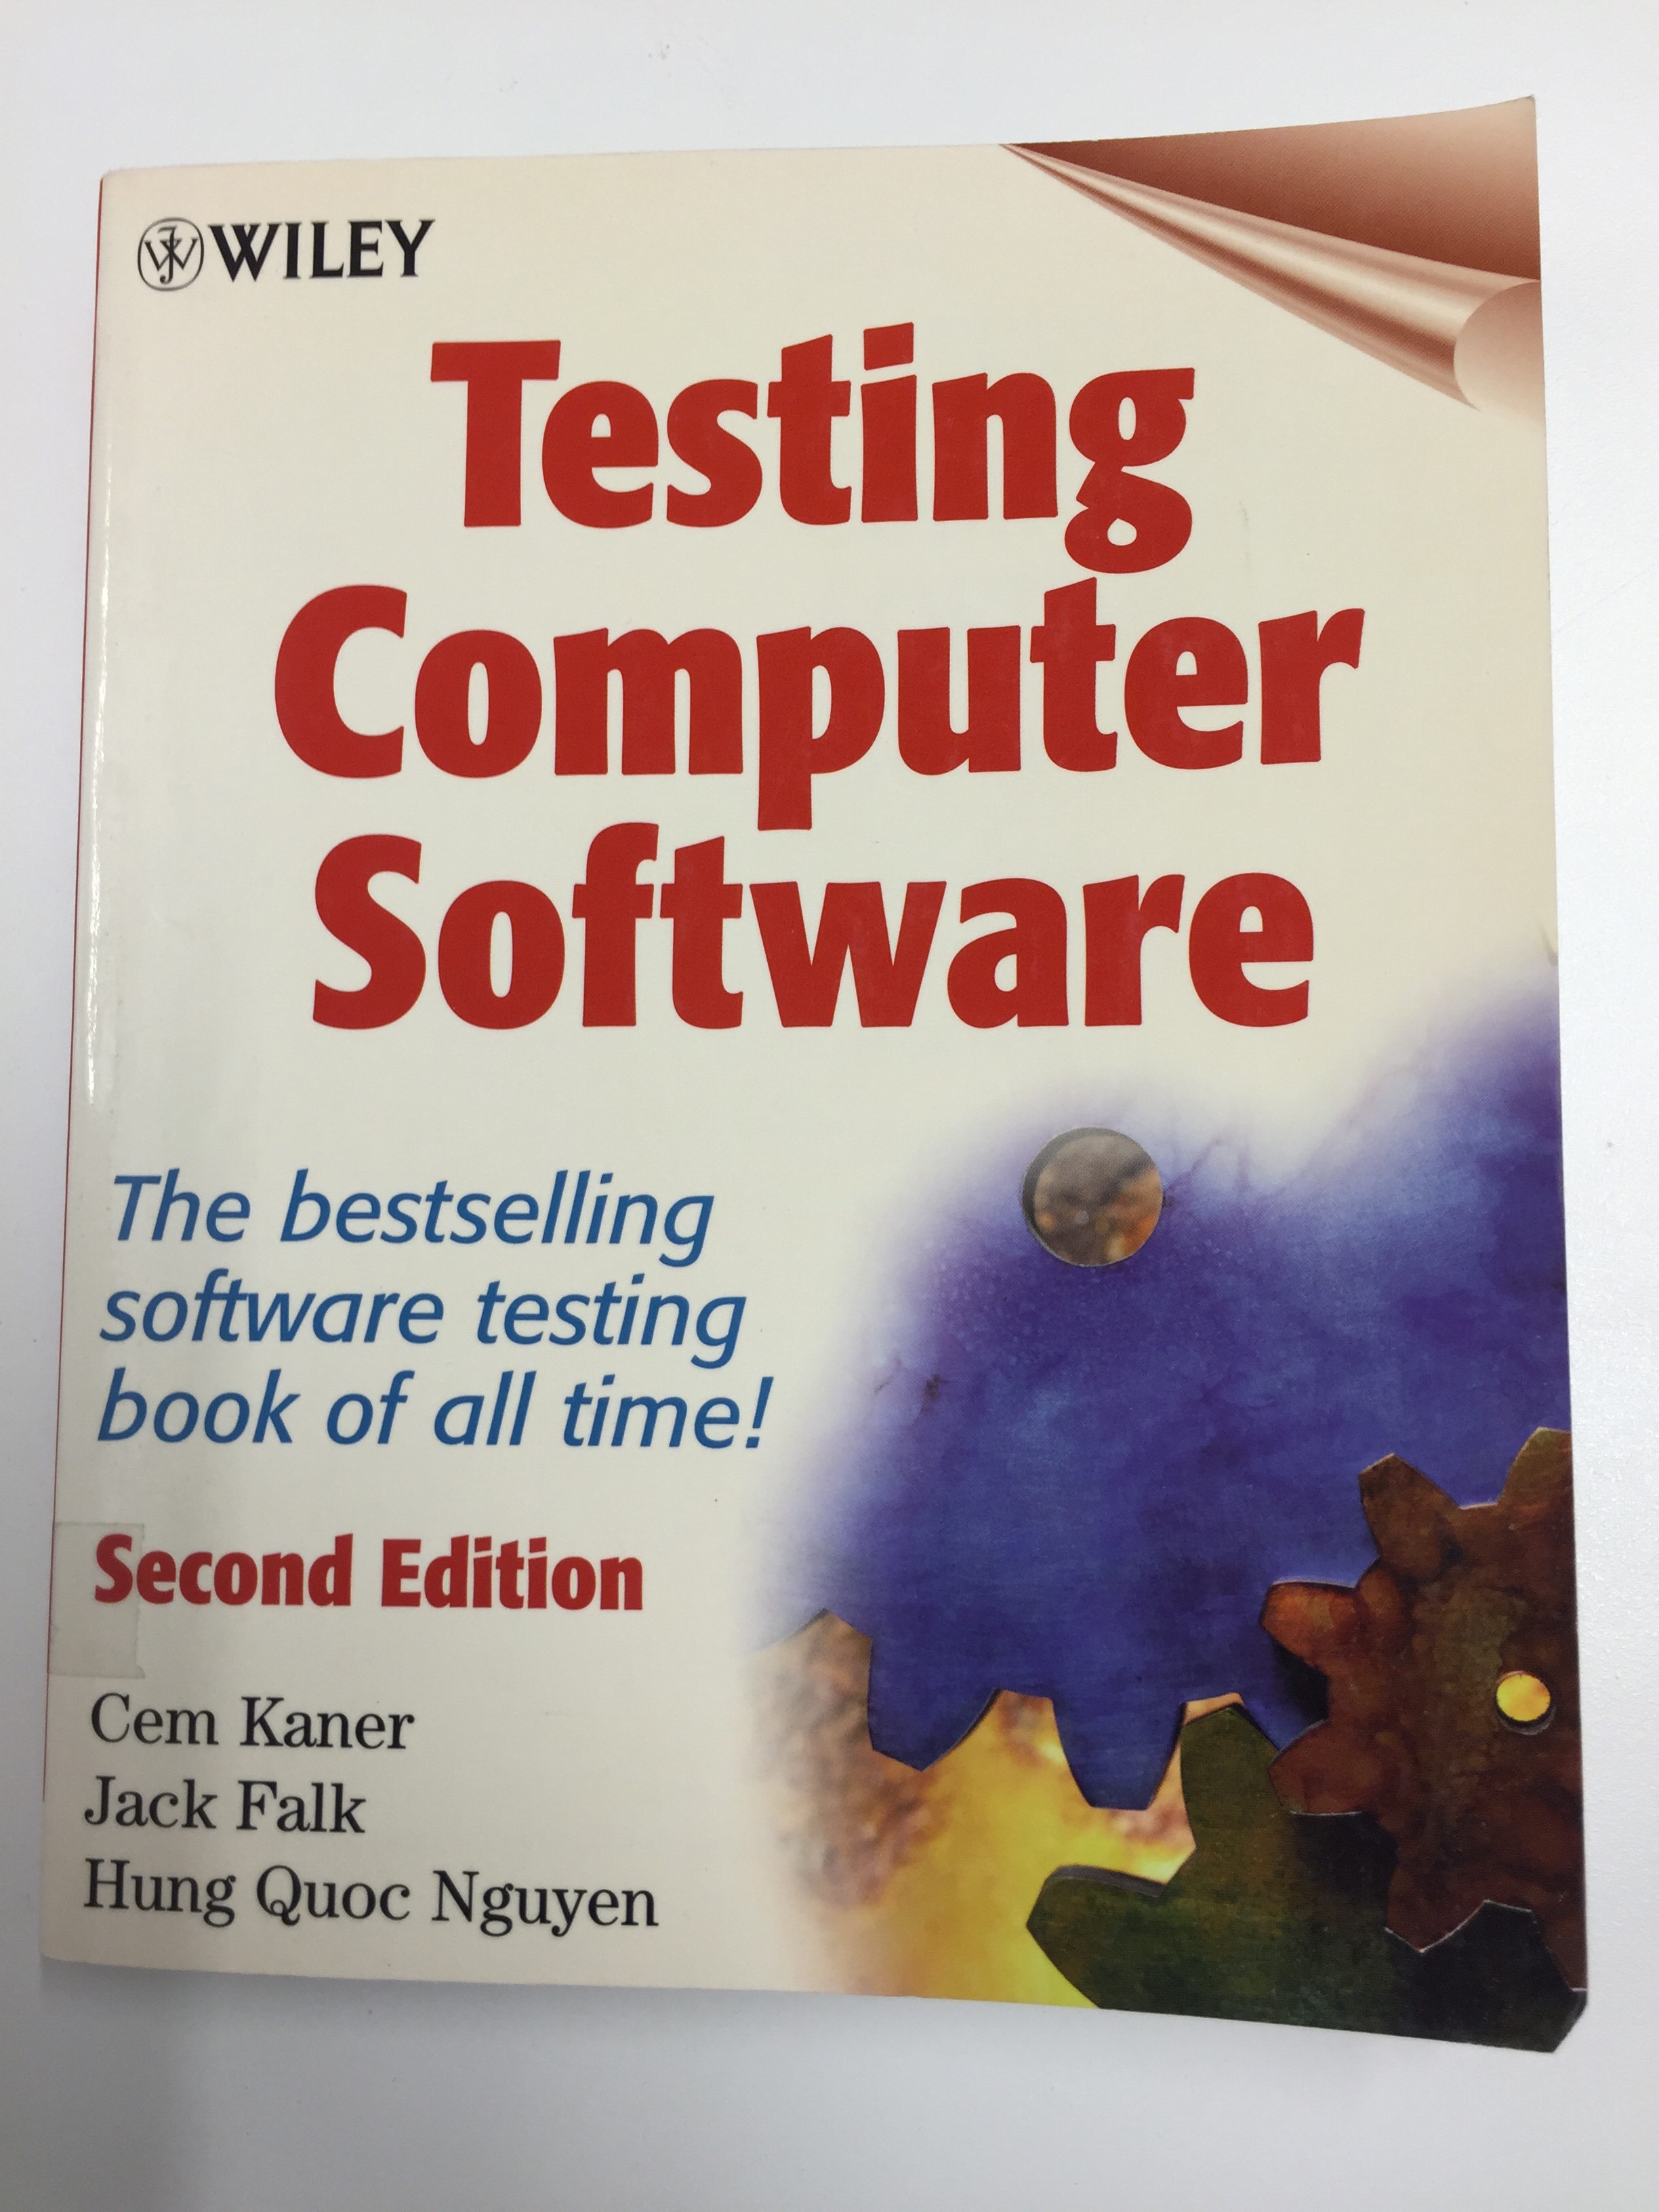 WILEY
Testing
Computer
Software
The bestselling
software testing
book of all time!
Second Edition
Cem Kaner
Jack Falk
Hung Quoc Nguyen